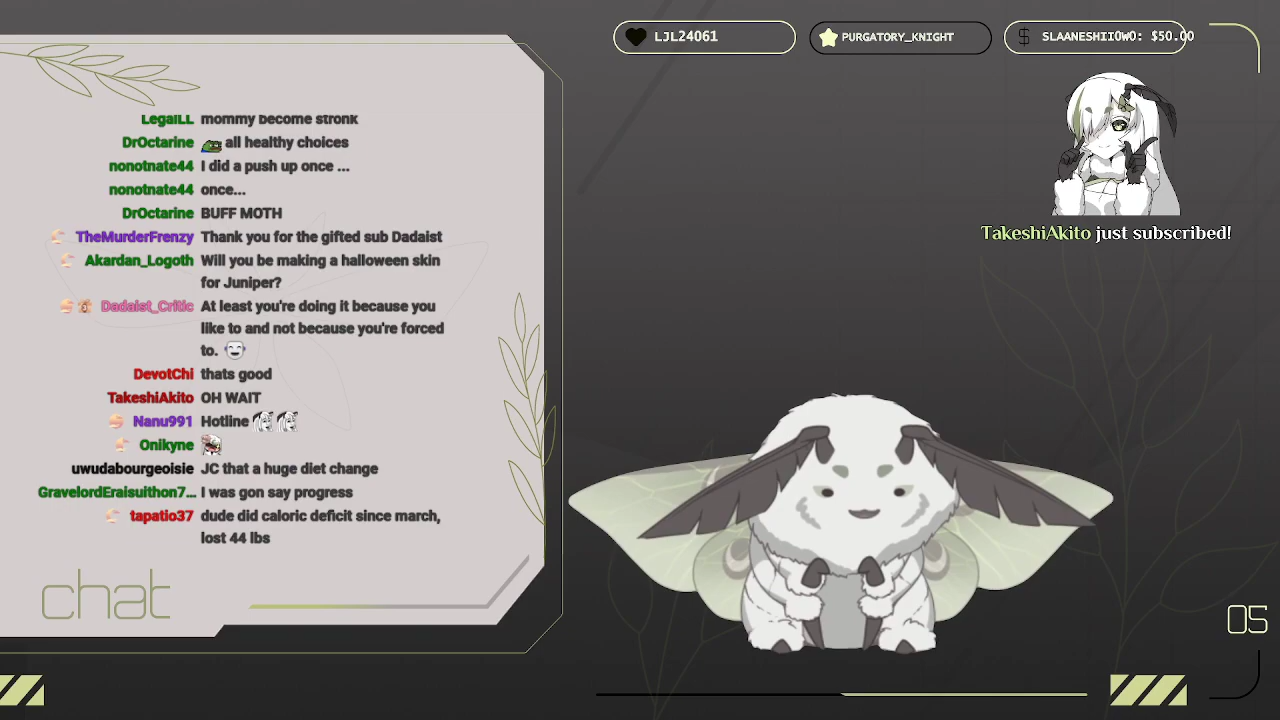 LJL24061
PURGATORY_KNIGHT
SLAANESHII0W0: $50.00
TakeshiAkito just subscribed!
LegalLL mommy become stronk
DrOctarine all healthy choices
nonotnate44 I did a push up once ...
nonotnate44 once...
DrOctarine BUFF MOTH
TheMurderFrenzy Thank you for the gifted sub Dadaist
Akardan_Logoth Will you be making a halloween skin
for Juniper?
Dadaist_Critic At least you're doing it because you
like to and not because you're forced
to.
DevotChi thats good
TakeshiAkito OH WAIT
Nanu991 Hotline
Onikyne
uwudabourgeoisie JC that a huge diet change
GravelordEraisuithon7... I was gon say progress
tapatio37 dude did caloric deficit since march,
lost 44 lbs
chat
05